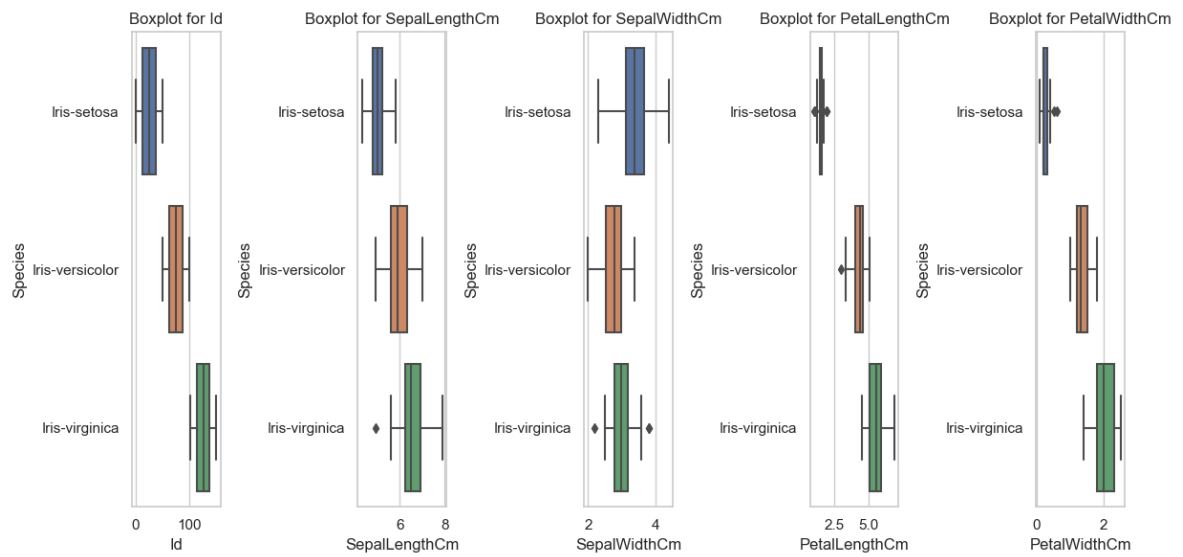 Boxplot for Id
Species
Iris-setosa
Iris-versicolor
Iris-virginica
0 100
Id
Boxplot for SepalLengthCm
Species
Iris-setosa
Iris-versicolor
Iris-virginica
6 8
SepalLengthCm
Boxplot for SepalWidthCm
Species
Iris-setosa
Iris-versicolor
Iris-virginica
2 4
SepalWidthCm
Boxplot for PetalLengthCm
Species
Iris-setosa
Iris-versicolor
Iris-virginica
2.5 5.0
PetalLengthCm
Boxplot for PetalWidthCm
Species
Iris-setosa
Iris-versicolor
Iris-virginica
0 2
PetalWidthCm